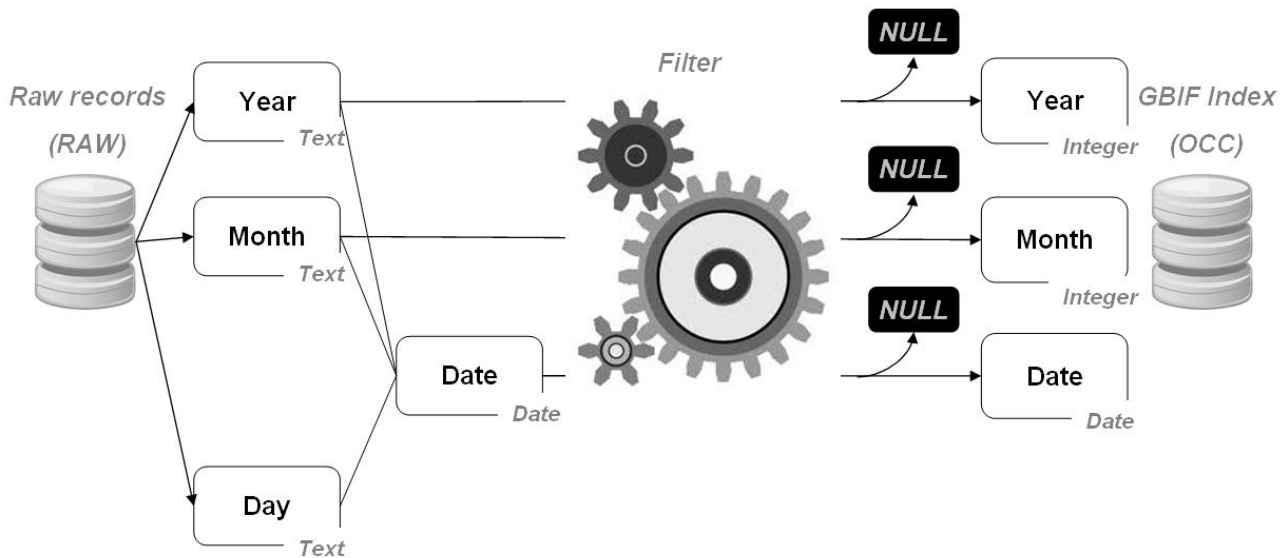 NULL
Filter
Raw records
(RAW)
Year
Text
Year
Integer
GBIF Index
(OCC)
NULL
Month
Text
Month
Integer
NULL
Date
Date
Date
Date
Day
Text